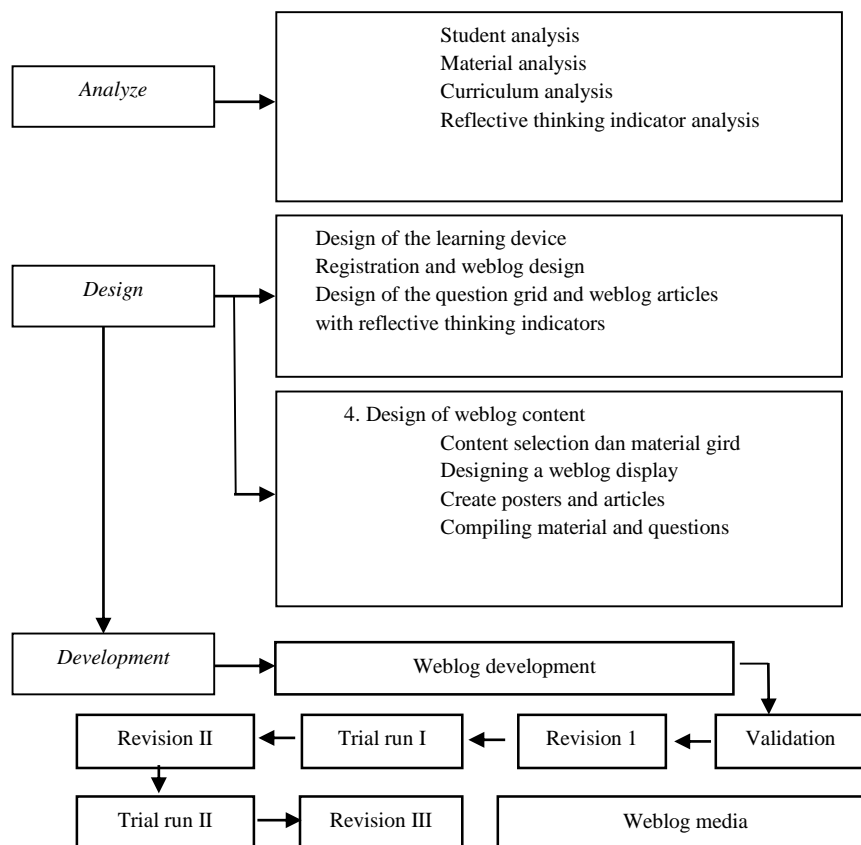 Analyze
Student analysis
Material analysis
Curriculum analysis
Reflective thinking indicator analysis
Design
Design of the learning device
Registration and weblog design
Design of the question grid and weblog articles
with reflective thinking indicators
4. Design of weblog content
Content selection dan material gird
Designing a weblog display
Create posters and articles
Compiling material and questions
Development
Weblog development
Revision II
Trial run I
Revision 1
Validation
Trial run II
Revision III
Weblog media